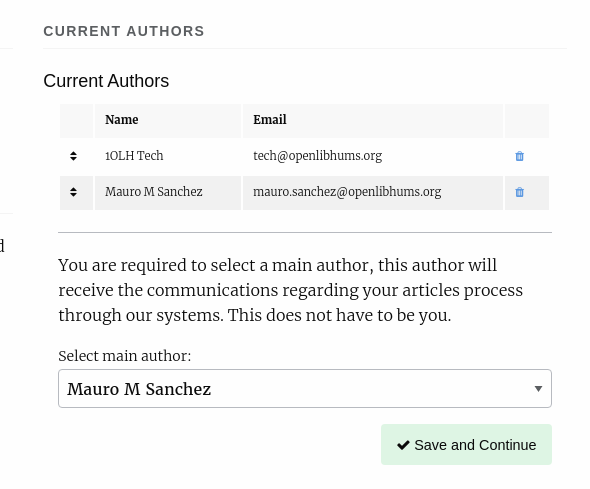 CURRENT AUTHORS
Current Authors
Name Email
1OLH Tech tech@openlibhums.org
Mauro M Sanchez mauro.sanchez@openlibhums.org
d
You are required to select a main author, this author will
receive the communications regarding your articles process
through our systems. This does not have to be you.
Select main author:
Mauro M Sanchez
Save and Continue